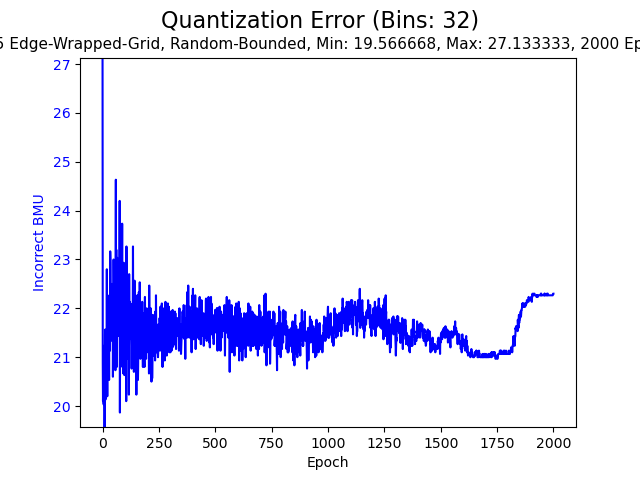 Quantization Error (Bins: 32)
Edge-Wrapped-Grid, Random-Bounded, Min: 19.566668, Max: 27.133333, 2000 Ep
27
26
25
24
23
22
21
20
Incorrect BMU
0 250 500 750 1000 1250 1500 1750 2000
Epoch